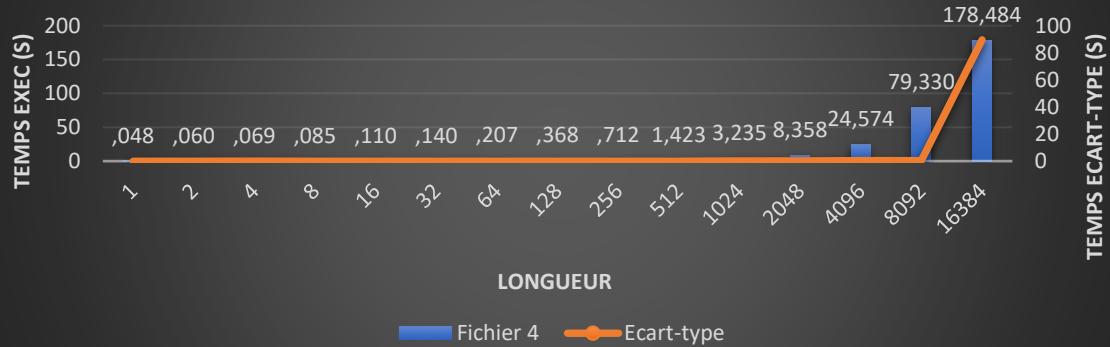 178,484
200
100
150
79,330
80
100
60
24,574
40
50
,048 ,060 ,069 ,085 ,110 ,140 ,207 ,368 ,712 1,423 3,235 8,358
20
0
0
TEMPS EXEC (S)
TEMPS ECART-TYPE (S)
1 2 4 8 16 32 64 128 256 512 1024 2048 4096 8092 16384
LONGUEUR
Fichier 4 Ecart-type